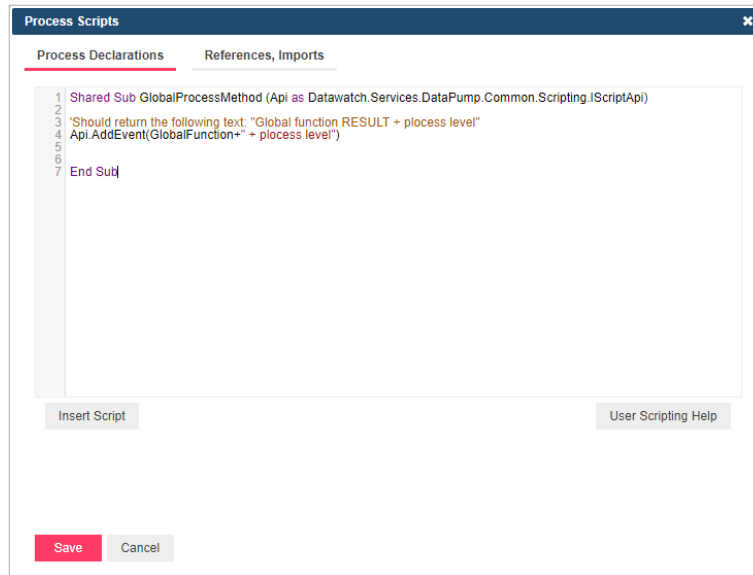 Process Scripts
Process Declarations References, Imports
1 Shared Sub GlobalProcessMethod (Api as Datawatch.Services.DataPump.Common.Scripting.IScriptApi)
2
3 'Should return the following text: "Global function RESULT + plocess level"
4 Api.AddEvent(GlobalFunction+" + plocess level")
5
6
7 End Sub
Insert Script User Scripting Help
Save Cancel